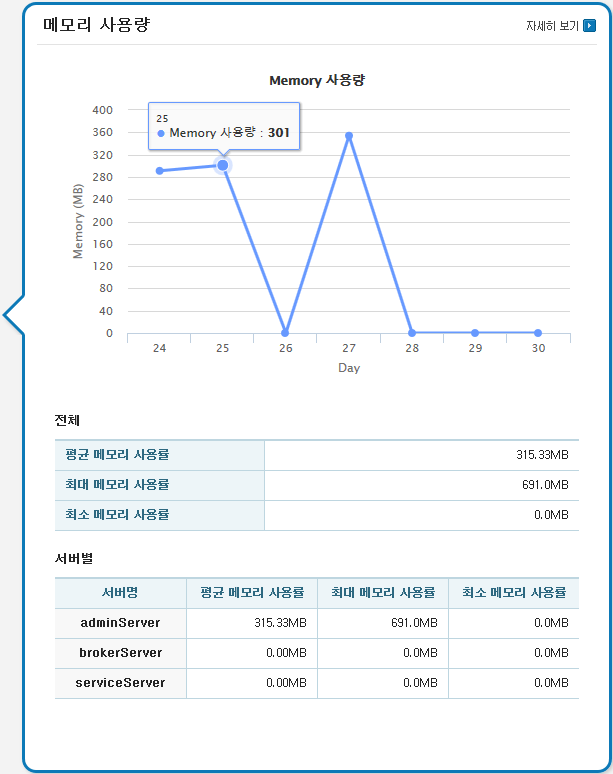 메모리 사용량
자세히 보기
Memory 사용량
400
360
320
280
240
200
160
120
80
40
0
Memory (MB)
25
Memory 사용량 : 301
24 25 26 27 28 29 30
Day
전체
평균 메모리 사용률 315.33MB
최대 메모리 사용률 691.0MB
최소 메모리 사용률 0.0MB
서버별
서버명 평균 메모리 사용률 최대 메모리 사용률 최소 메모리 사용률
adminServer 315.33MB 691.0MB 0.0MB
brokerServer 0.00MB 0.0MB 0.0MB
serviceServer 0.00MB 0.0MB 0.0MB